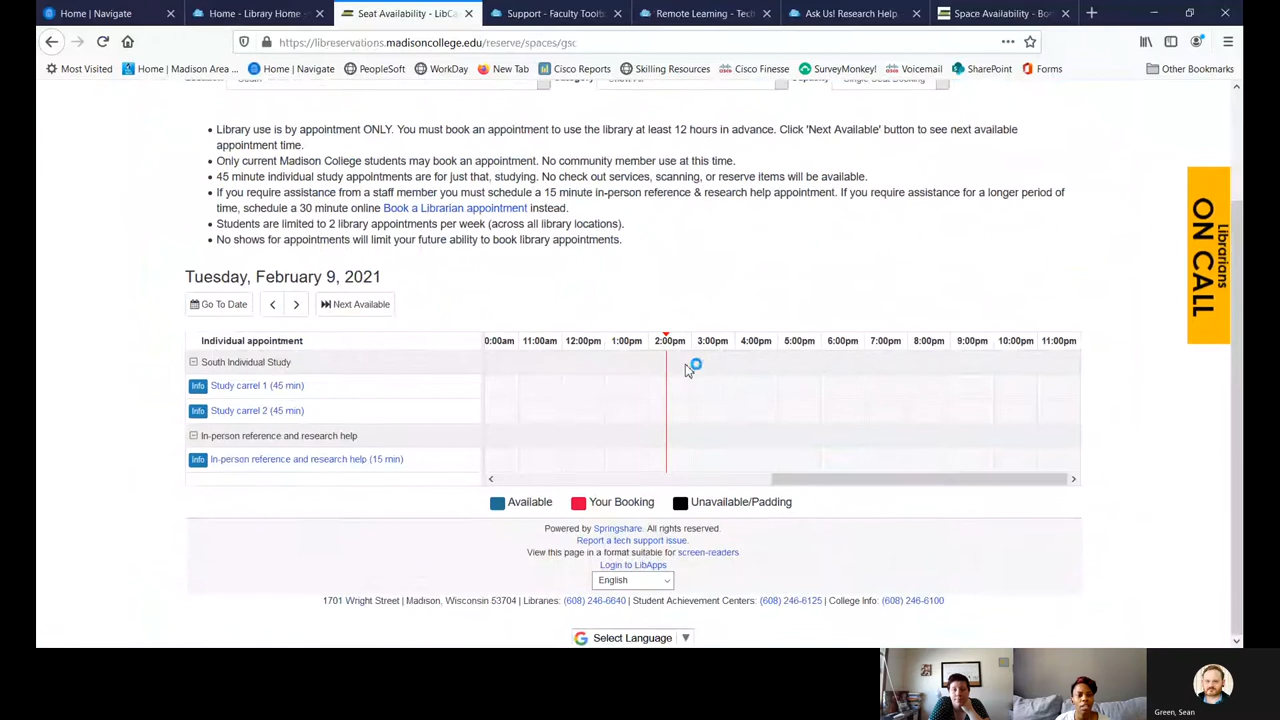 Home | Navigate
Home - Library Home -
Seat Availability - LibCa
Support - Faculty Toolk
Remote Learning - Tech
Ask Us! Research Help,
Space Availability - Bor
https://libreservations.madisoncollege.edu/reserve/spaces/gsc
Most Visited
Home | Madison Area ...
Home | Navigate
PeopleSoft
WorkDay
New Tab
Cisco Reports
Skilling Resources
Cisco Finesse
SurveyMonkey!
Voicemail
SharePoint
Forms
Other Bookmarks
Library use is by appointment ONLY. You must book an appointment to use the library at least 12 hours in advance. Click 'Next Available' button to see next available
appointment time.
Only current Madison College students may book an appointment. No community member use at this time.
45 minute individual study appointments are for just that, studying. No check out services, scanning, or reserve items will be available.
If you require assistance from a staff member you must schedule a 15 minute in-person reference & research help appointment. If you require assistance for a longer period of
time, schedule a 30 minute online Book a Librarian appointment instead.
Students are limited to 2 library appointments per week (across all library locations).
No shows for appointments will limit your future ability to book library appointments.
Librarians
ON CALL
Tuesday, February 9, 2021
Go To Date
Next Available
Individual appointment
0:00am 11:00am 12:00pm 1:00pm 2:00pm 3:00pm 4:00pm 5:00pm 6:00pm 7:00pm 8:00pm 9:00pm 10:00pm 11:00pm
South Individual Study
Info Study carrel 1 (45 min)
Info Study carrel 2 (45 min)
In-person reference and research help
Info In-person reference and research help (15 min)
Available
Your Booking
Unavailable/Padding
Powered by Springshare. All rights reserved.
Report a tech support issue.
View this page in a format suitable for screen-readers
Login to LibApps
English
1701 Wright Street | Madison, Wisconsin 53704 | Libraries: (608) 246-6640 | Student Achievement Centers: (608) 246-6125 | College Info: (608) 246-6100
Select Language
Green, Sean